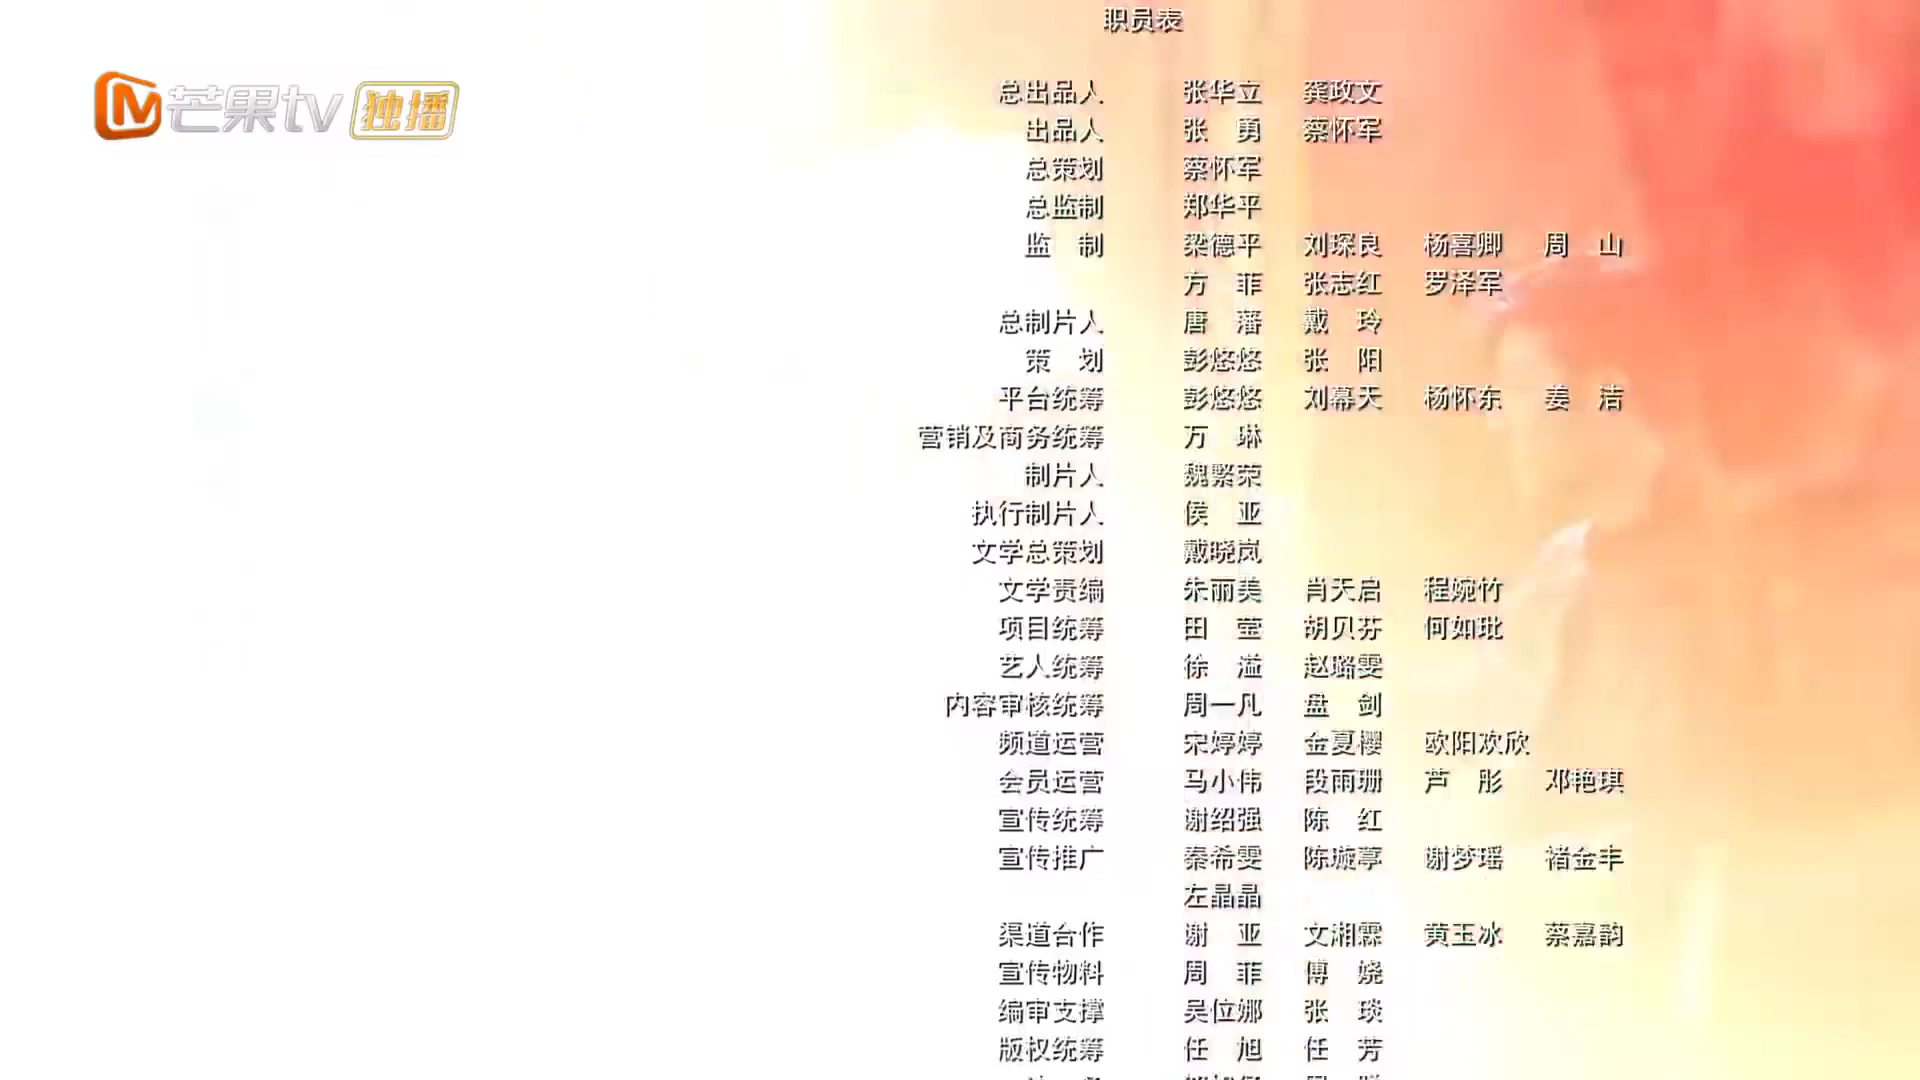 职员表
芒果tv 独播
总出品人 张华立 龚政文
出品人 张 勇 蔡怀军
总策划 蔡怀军
总监制 郑华平
监 制 梁德平 刘琛良 杨喜卿 周 山
方 菲 张志红 罗泽军
总制片人 唐 藩 戴 玲
策 划 彭悠悠 张 阳
平台统筹 彭悠悠 刘幕天 杨怀东 姜 洁
营销及商务统筹 万 琳
制片人 魏繁荣
执行制片人 侯 亚
文学总策划 戴晓岚
文学责编 朱丽美 肖天启 程婉竹
项目统筹 田 莹 胡贝芬 何如玭
艺人统筹 徐 溢 赵璐雯
内容审核统筹 周一凡 盘 剑
频道运营 宋婷婷 金夏樱 欧阳欢欣
会员运营 马小伟 段雨珊 芦 彤 邓艳琪
宣传统筹 谢绍强 陈 红
宣传推广 秦希雯 陈璇葶 谢梦瑶 褚金丰
左晶晶
渠道合作 谢 亚 文湘霖 黄玉冰 蔡嘉韵
宣传物料 周 菲 傅 娆
编审支撑 吴位娜 张 琰
版权统筹 任 旭 任 芳